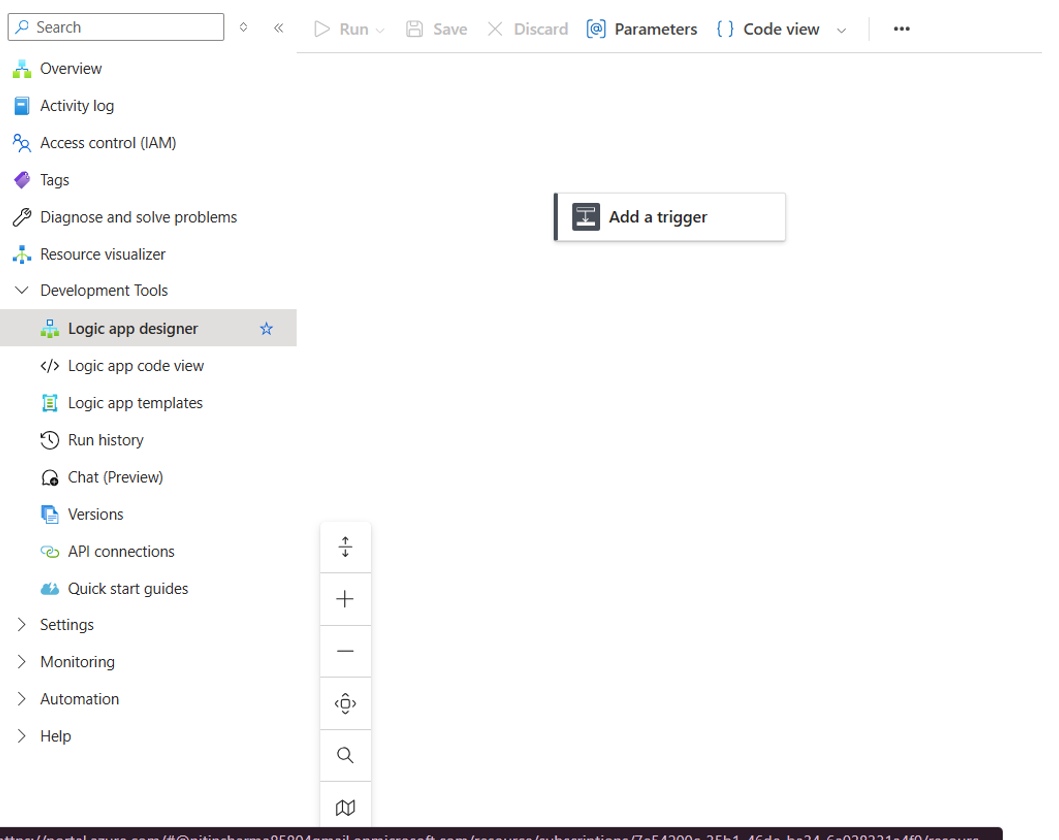 Search
Run
Save
Discard
Parameters
Code view
Overview
Activity log
Access control (IAM)
Tags
Add a trigger
Diagnose and solve problems
Resource visualizer
Development Tools
Logic app designer
Logic app code view
Logic app templates
Run history
Chat (Preview)
Versions
API connections
Quick start guides
Settings
Monitoring
Automation
Help